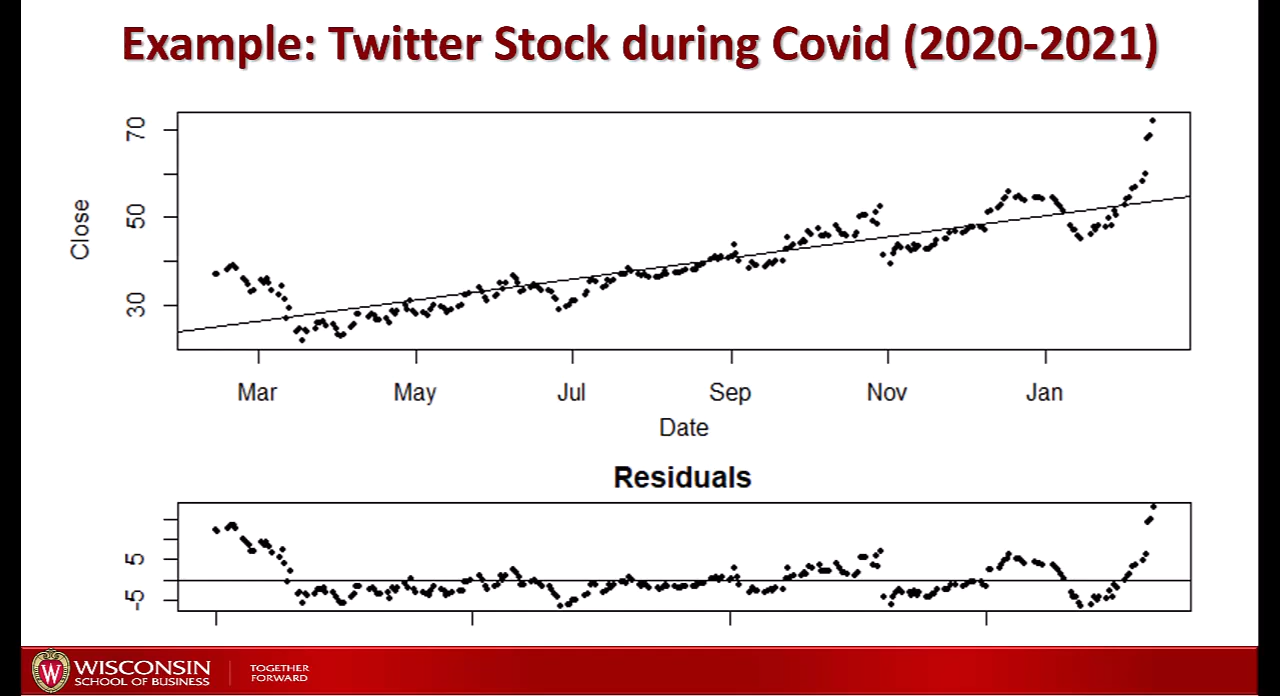 Example: Twitter Stock during Covid (2020-2021)
70
50
30
Close
Mar May Jul Sep Nov Jan
Date
Residuals
5
-5
W WISCONSIN
SCHOOL OF BUSINESS
TOGETHER
FORWARD